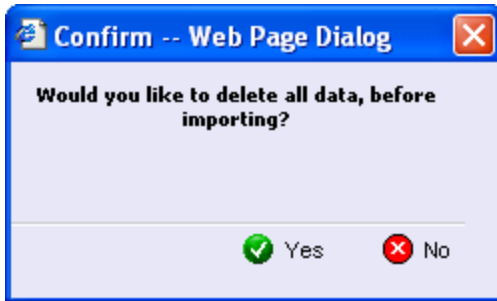 Confirm -- Web Page Dialog
Would you like to delete all data, before
importing?
Yes No